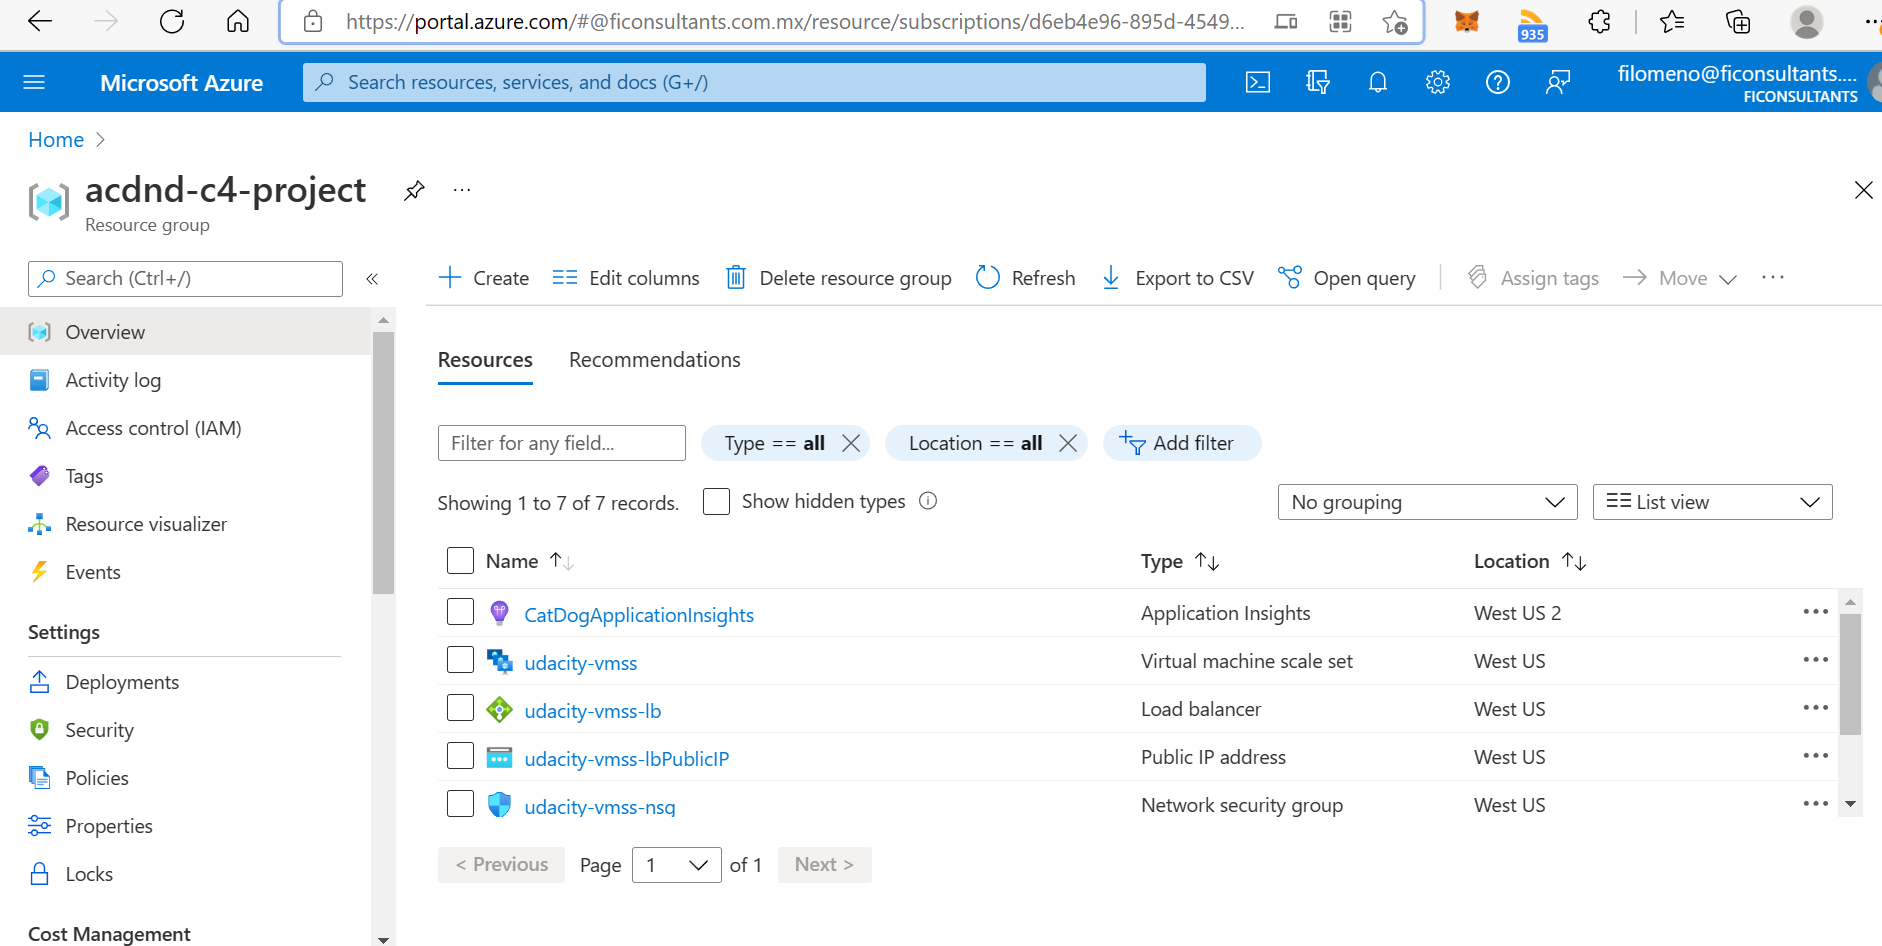 https://portal.azure.com/#@ficonsultants.com.mx/resource/subscriptions/d6eb4e96-895d-4549...
935
Microsoft Azure
Search resources, services, and docs (G+/)
filomeno@ficonsultants....
FICONSULTANTS
Home
acdnd-c4-project
Resource group
Search (Ctrl+/)
Create
Edit columns
Delete resource group
Refresh
Export to CSV
Open query
Assign tags
Move
Overview
Activity log
Access control (IAM)
Tags
Resource visualizer
Events
Settings
Deployments
Security
Policies
Properties
Locks
Cost Management
Resources
Recommendations
Filter for any field...
Type == all
Location == all
Add filter
Showing 1 to 7 of 7 records.
Show hidden types
No grouping
List view
Name
Type
Location
CatDogApplicationInsights
Application Insights
West US 2
udacity-vmss
Virtual machine scale set
West US
udacity-vmss-lb
Load balancer
West US
udacity-vmss-lbPublicIP
Public IP address
West US
udacity-vmss-nsg
Network security group
West US
< Previous
Page
1
of 1
Next >